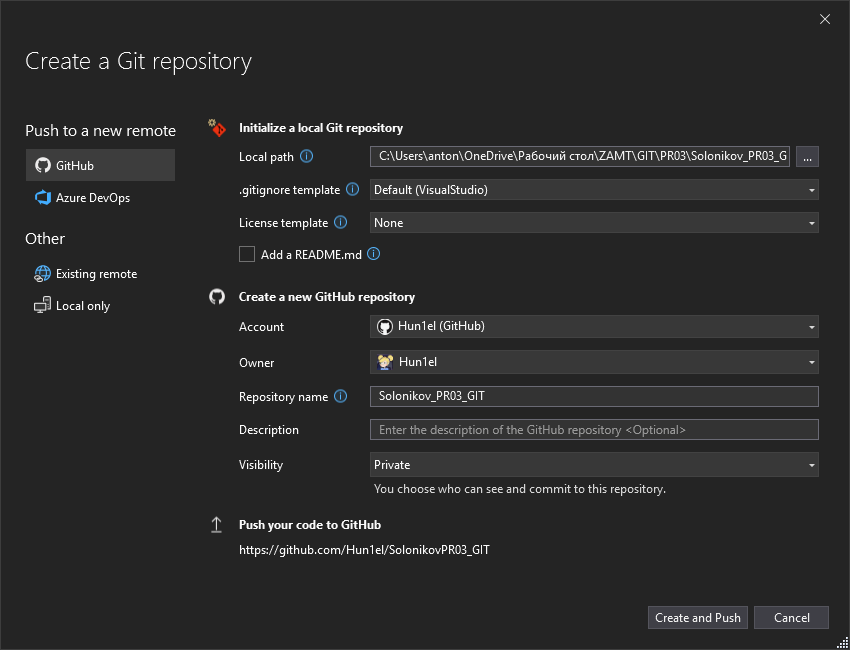 Create a Git repository
Push to a new remote
GitHub
Azure DevOps
Other
Existing remote
Local only
Initialize a local Git repository
Local path
C:\Users\anton\OneDrive\Рабочий стол\ZAMT\GIT\PR03\Solonikov_PR03_G
...
.gitignore template
Default (VisualStudio)
License template
None
Add a README.md
Create a new GitHub repository
Account
Hun1el (GitHub)
Owner
Hun1el
Repository name
Solonikov_PR03_GIT
Description
Enter the description of the GitHub repository <Optional>
Visibility
Private
You choose who can see and commit to this repository.
Push your code to GitHub
https://github.com/Hun1el/SolonikovPR03_GIT
Create and Push
Cancel